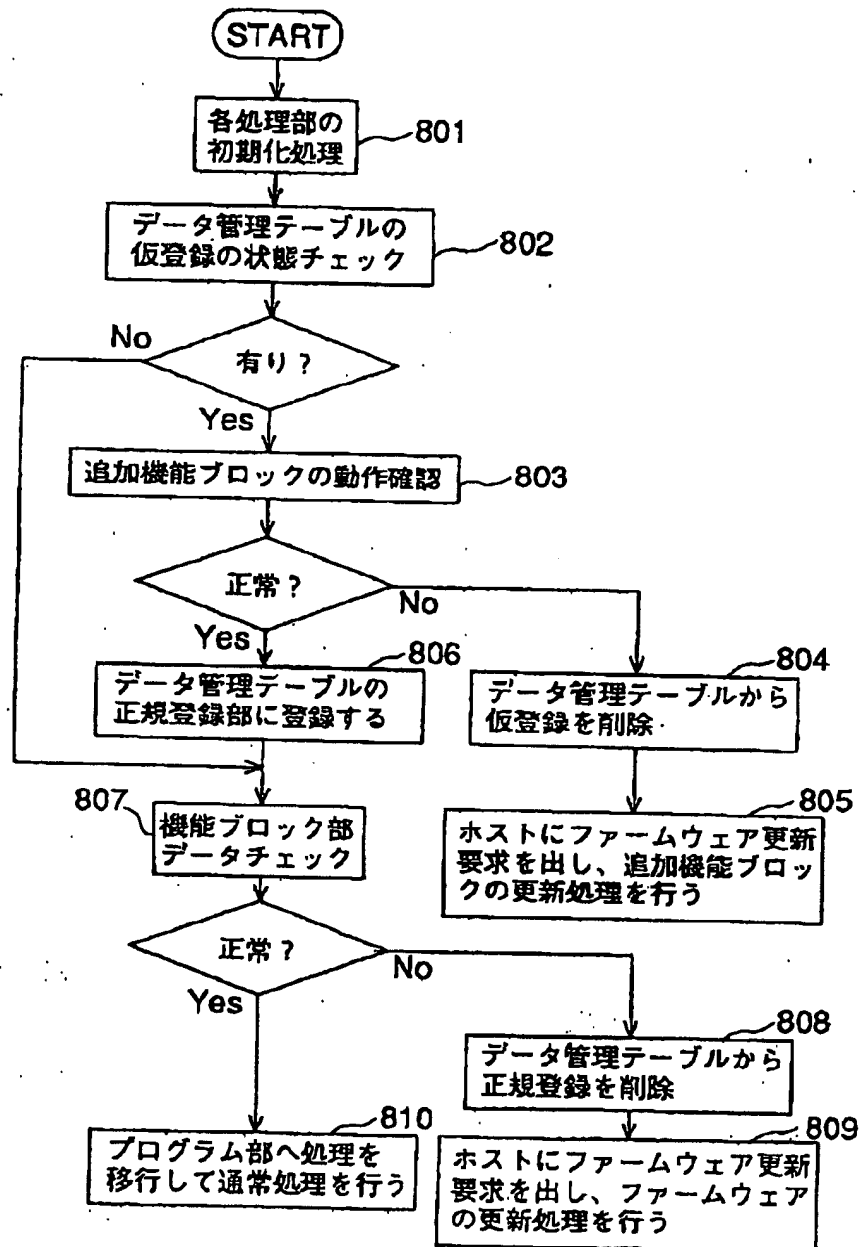 START
各処理部の
初期化処理
801
データ管理テーブルの
仮登録の状態チェック
802
No
有り?
Yes
追加機能ブロックの動作確認
803
正常?
No
Yes
806
データ管理テーブルの
正規登録部に登録する
804
データ管理テーブルから
仮登録を削除
807
機能ブロック部
データチェック
805
ホストにファームウェア更新
要求を出し、追加機能ブロッ
クの更新処理を行う
正常?
No
Yes
808
データ管理テーブルから
正規登録を削除
810
プログラム部へ処理を
移行して通常処理を行う
809
ホストにファームウェア更新
要求を出し、ファームウェア
の更新処理を行う